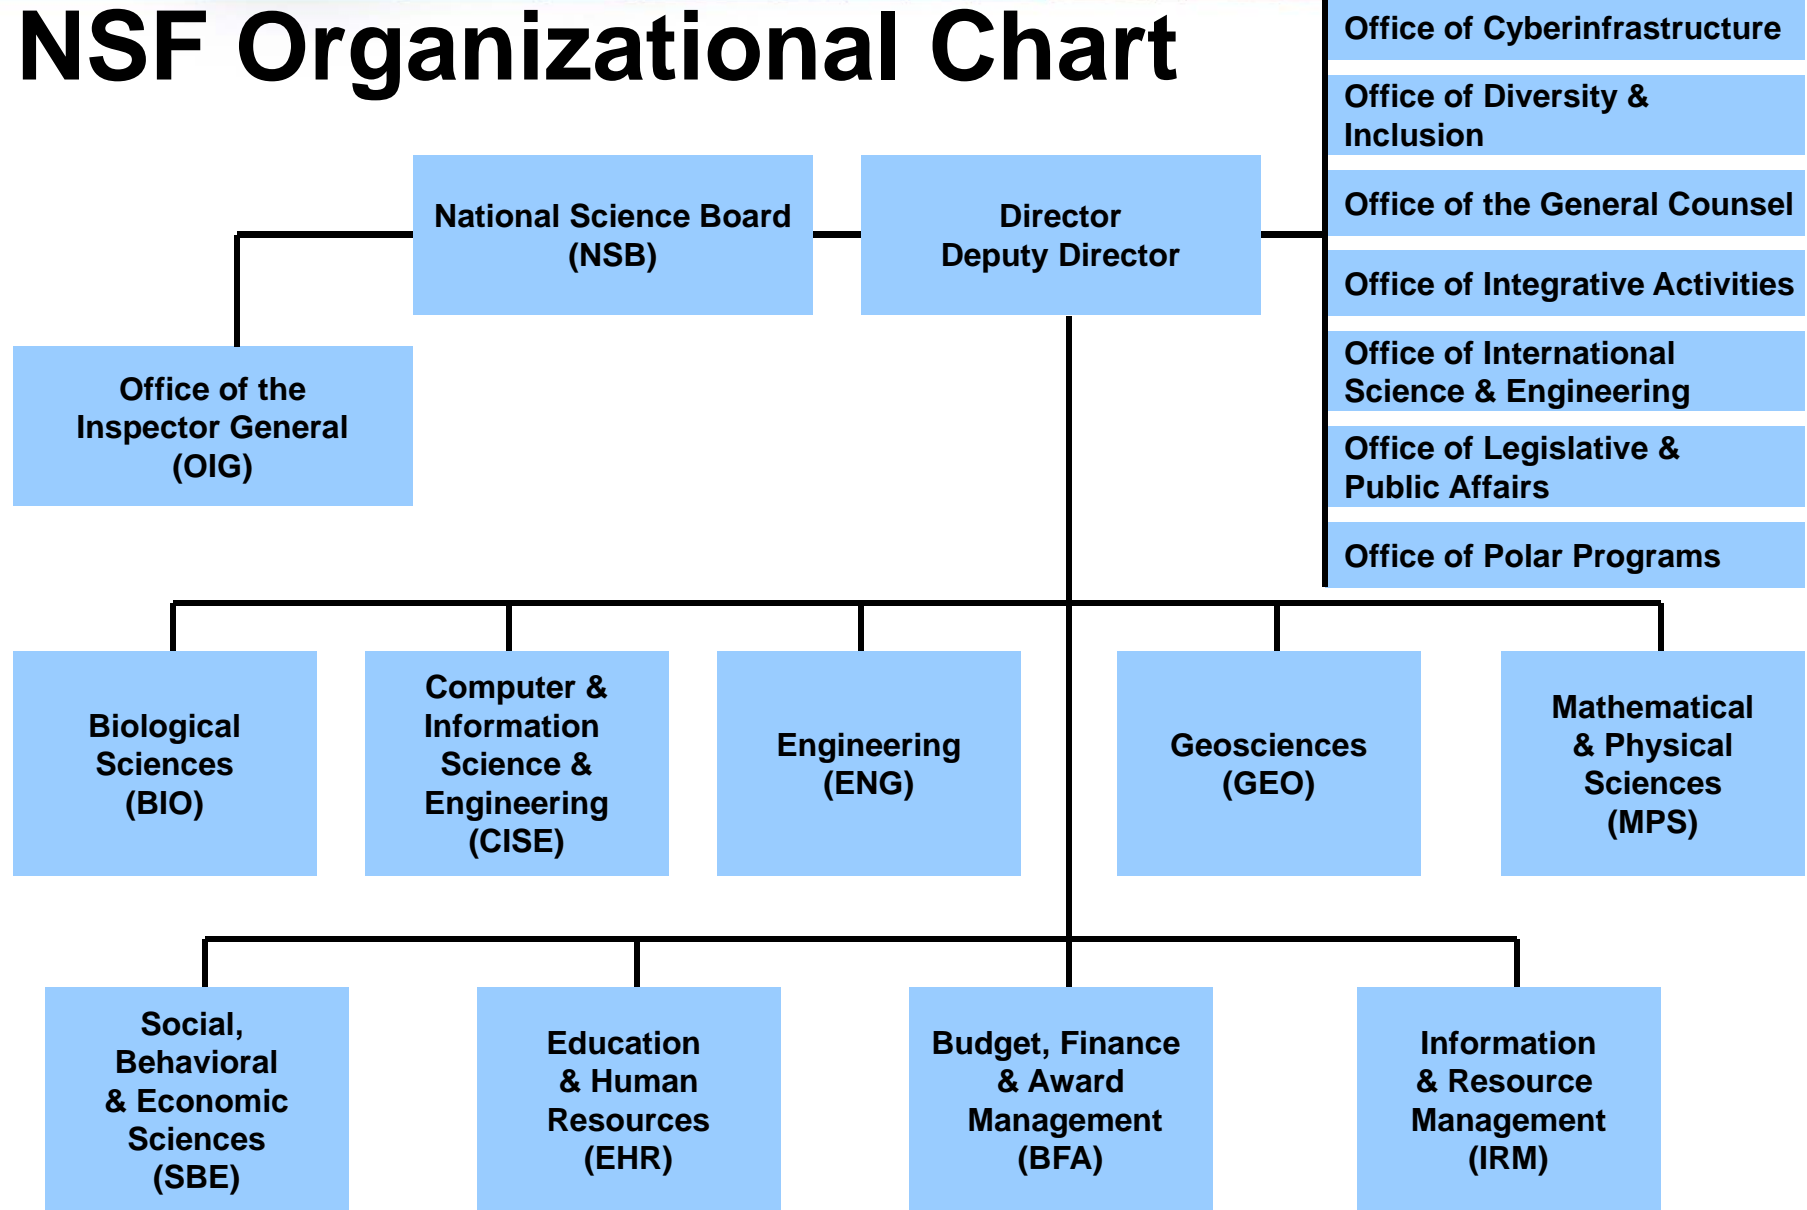 NSF Organizational Chart
Office of Cyberinfrastructure
Office of Diversity &
Inclusion
Office of the General Counsel
Office of Integrative Activities
Office of International
Science & Engineering
Office of Legislative &
Public Affairs
Office of Polar Programs
National Science Board
(NSB)
Director
Deputy Director
Office of the
Inspector General
(OIG)
Biological
Sciences
(BIO)
Computer &
Information
Science &
Engineering
(CISE)
Engineering
(ENG)
Geosciences
(GEO)
Mathematical
& Physical
Sciences
(MPS)
Social,
Behavioral
& Economic
Sciences
(SBE)
Education
& Human
Resources
(EHR)
Budget, Finance
& Award
Management
(BFA)
Information
& Resource
Management
(IRM)